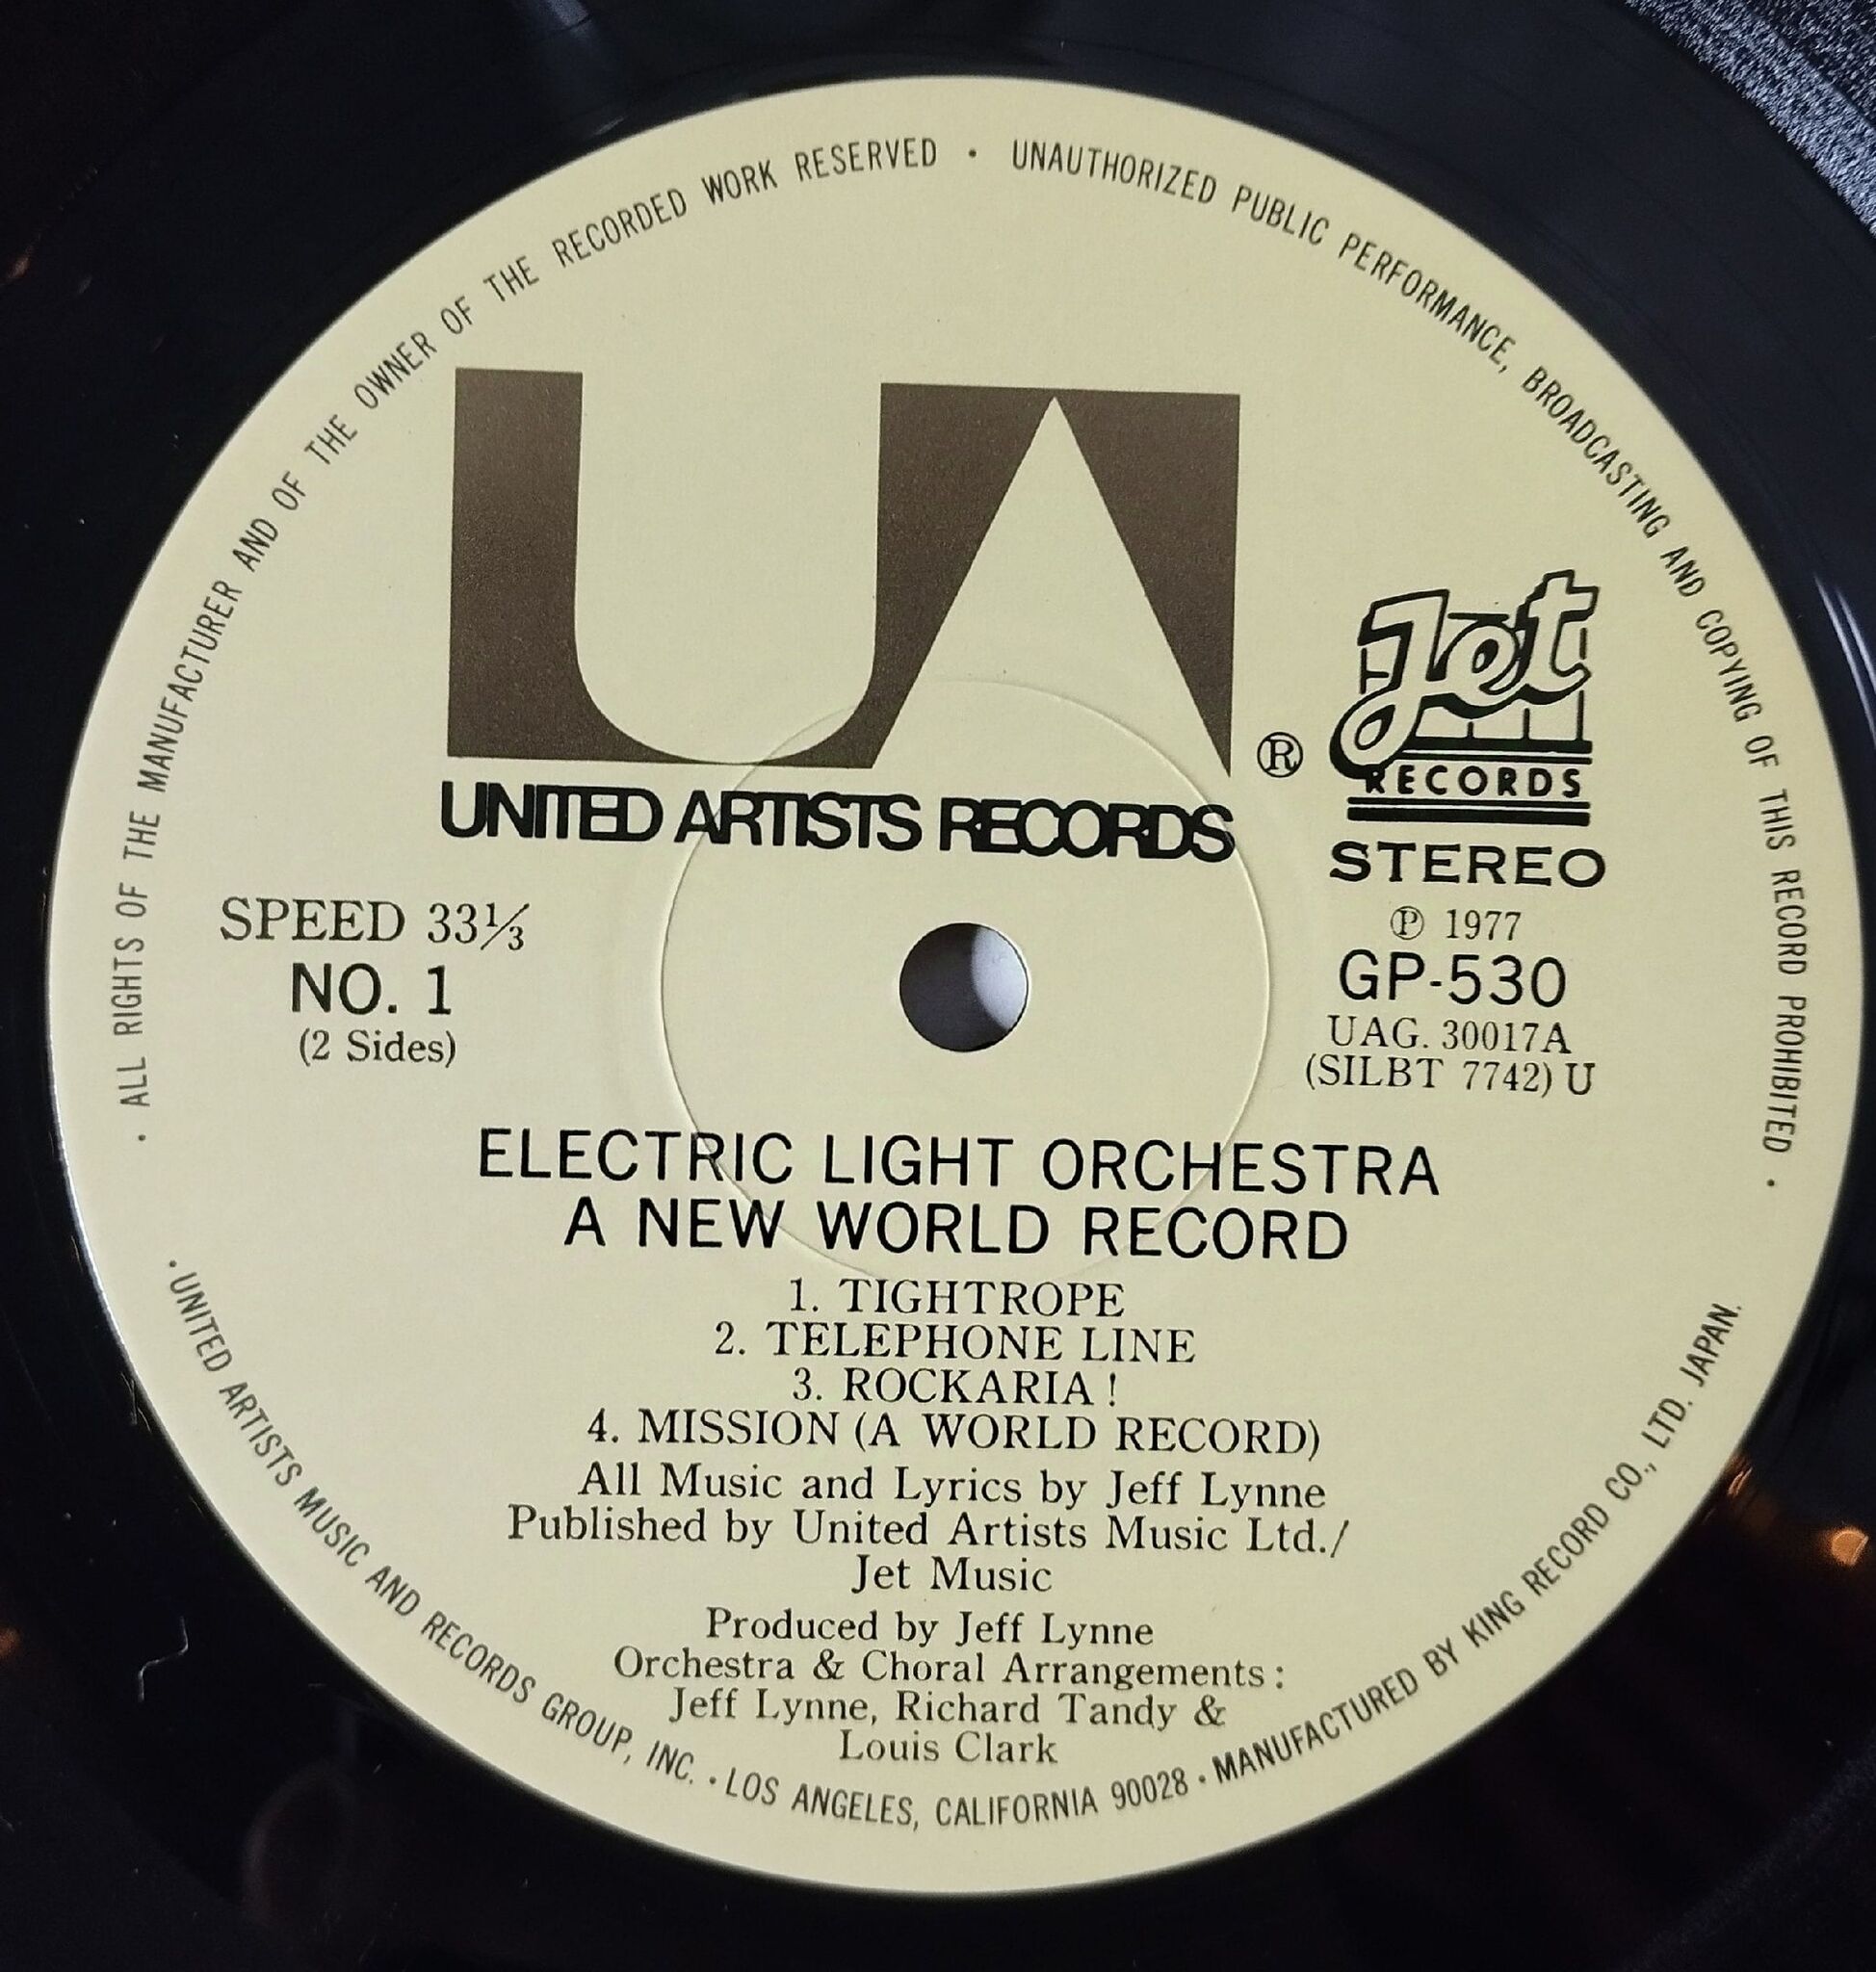 · ALL RIGHTS OF THE MANUFACTURER AND OF THE OWNER OF THE RECORDED WORK RESERVED · UNAUTHORIZED PUBLIC PERFORMANCE, BROADCASTING AND COPYING OF THIS RECORD PROHIBITED ·
UA
UNITED ARTISTS RECORDS
®
Jet
RECORDS
STEREO
SPEED 33⅓
NO. 1
(2 Sides)
℗ 1977
GP-530
UAG. 30017A
(SILBT 7742) U
ELECTRIC LIGHT ORCHESTRA
A NEW WORLD RECORD
1. TIGHTROPE
2. TELEPHONE LINE
3. ROCKARIA!
4. MISSION (A WORLD RECORD)
All Music and Lyrics by Jeff Lynne
Published by United Artists Music Ltd./
Jet Music
Produced by Jeff Lynne
Orchestra & Choral Arrangements:
Jeff Lynne, Richard Tandy &
Louis Clark
· UNITED ARTISTS MUSIC AND RECORDS GROUP, INC. · LOS ANGELES, CALIFORNIA 90028 · MANUFACTURED BY KING RECORD CO., LTD. JAPAN.